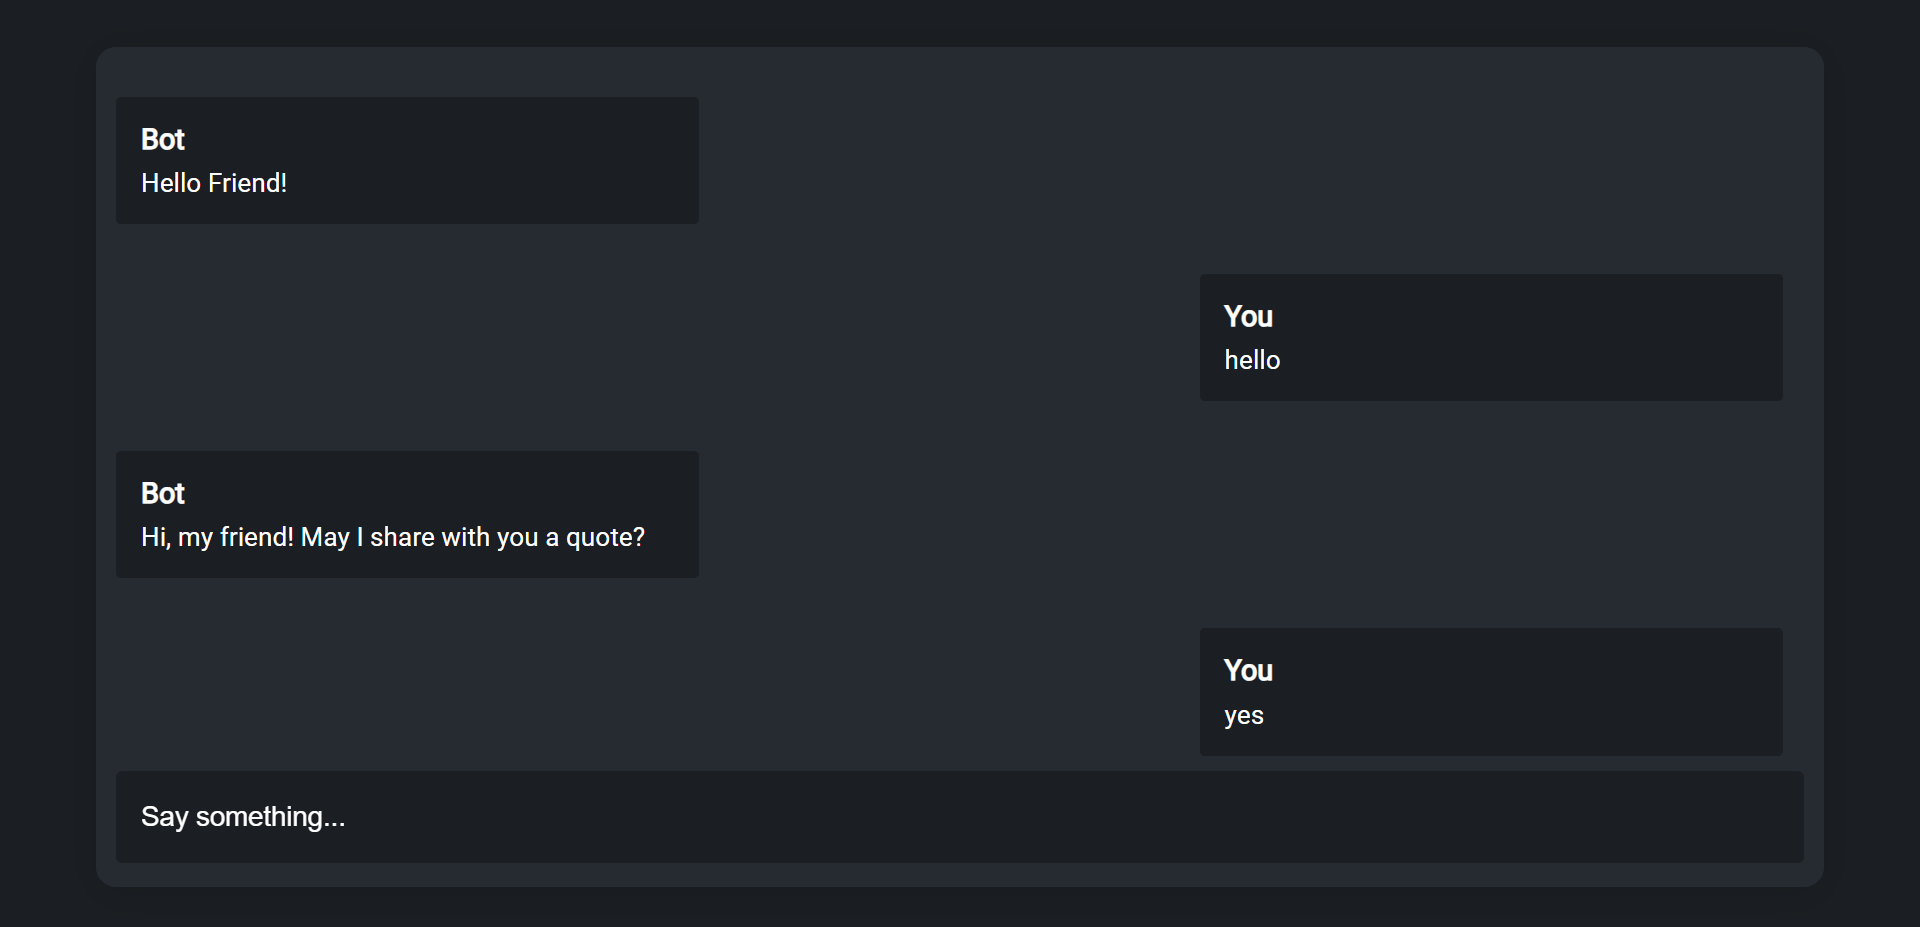 Bot
Hello Friend!
You
hello
Bot
Hi, my friend! May I share with you a quote?
You
yes
Say something...